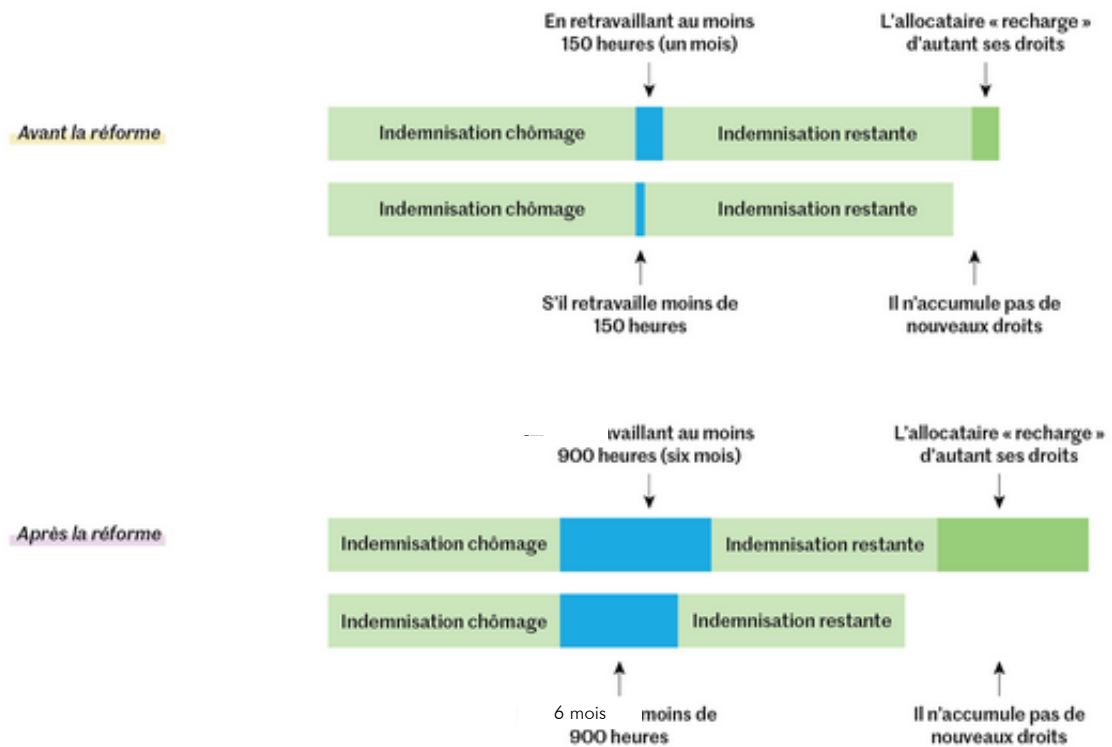 En retravaillant au moins
150 heures (un mois)
L'allocataire « recharge »
d'autant ses droits
Avant la réforme
Indemnisation chômage
Indemnisation restante
Indemnisation chômage
Indemnisation restante
S'il retravaille moins de
150 heures
Il n'accumule pas de
nouveaux droits
vaillant au moins
900 heures (six mois)
L'allocataire « recharge »
d'autant ses droits
Après la réforme
Indemnisation chômage
Indemnisation restante
Indemnisation chômage
Indemnisation restante
6 mois moins de
900 heures
Il n'accumule pas de
nouveaux droits